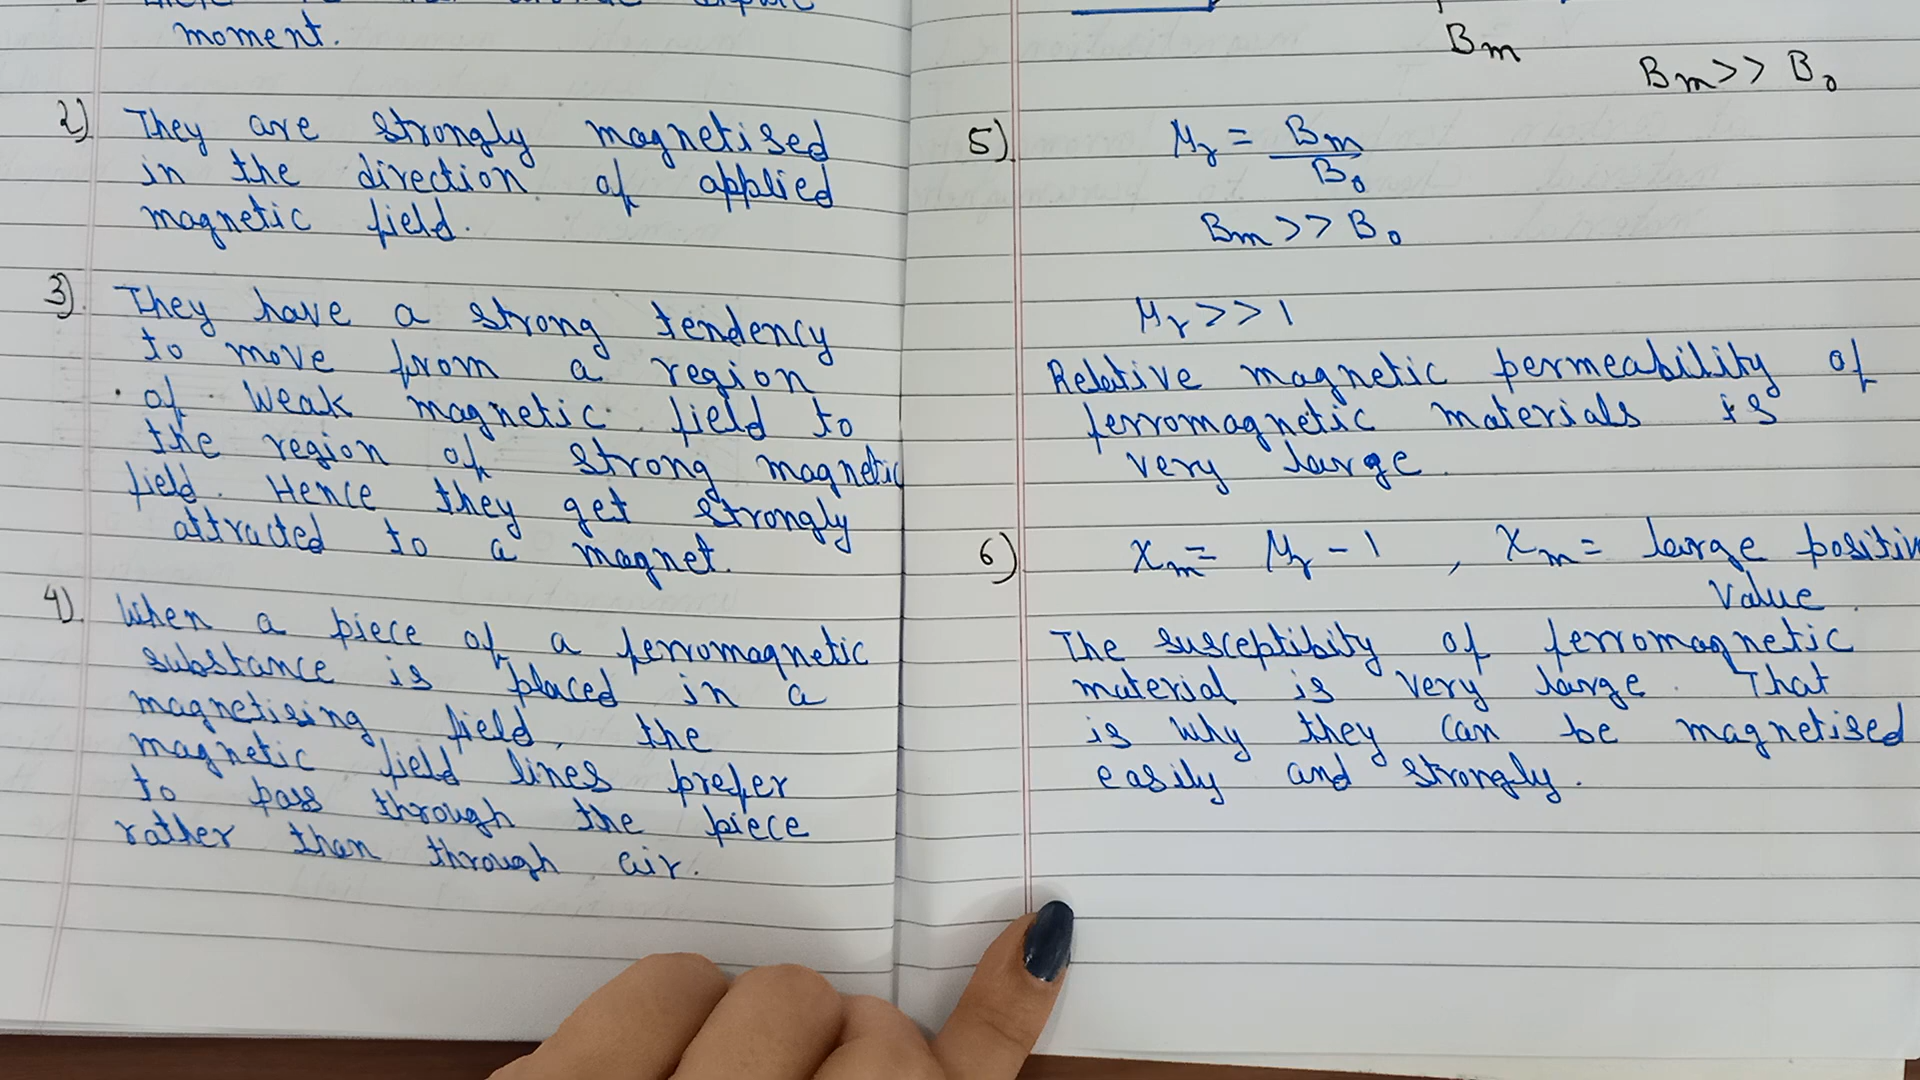 moment.
2) They are strongly magnetised
in the direction of applied
magnetic field.
3). They have a strong tendency
to move from a region
of weak magnetic field to
the region of strong magnetic
field. Hence they get strongly
attracted to a magnet.
4). When a piece of a ferromagnetic
substance is placed in a
magnetising field, the
magnetic field lines prefer
to pass through the piece
rather than through air.
Bm
Bm >> B₀
5) μr = Bm/B₀
Bm >> B₀
μr >> 1
Relative magnetic permeability of
ferromagnetic materials is
very large.
6) χm = μr - 1 , χm = large positiv
value.
The susceptibity of ferromagnetic
material is very large. That
is why they can be magnetised
easily and strongly.